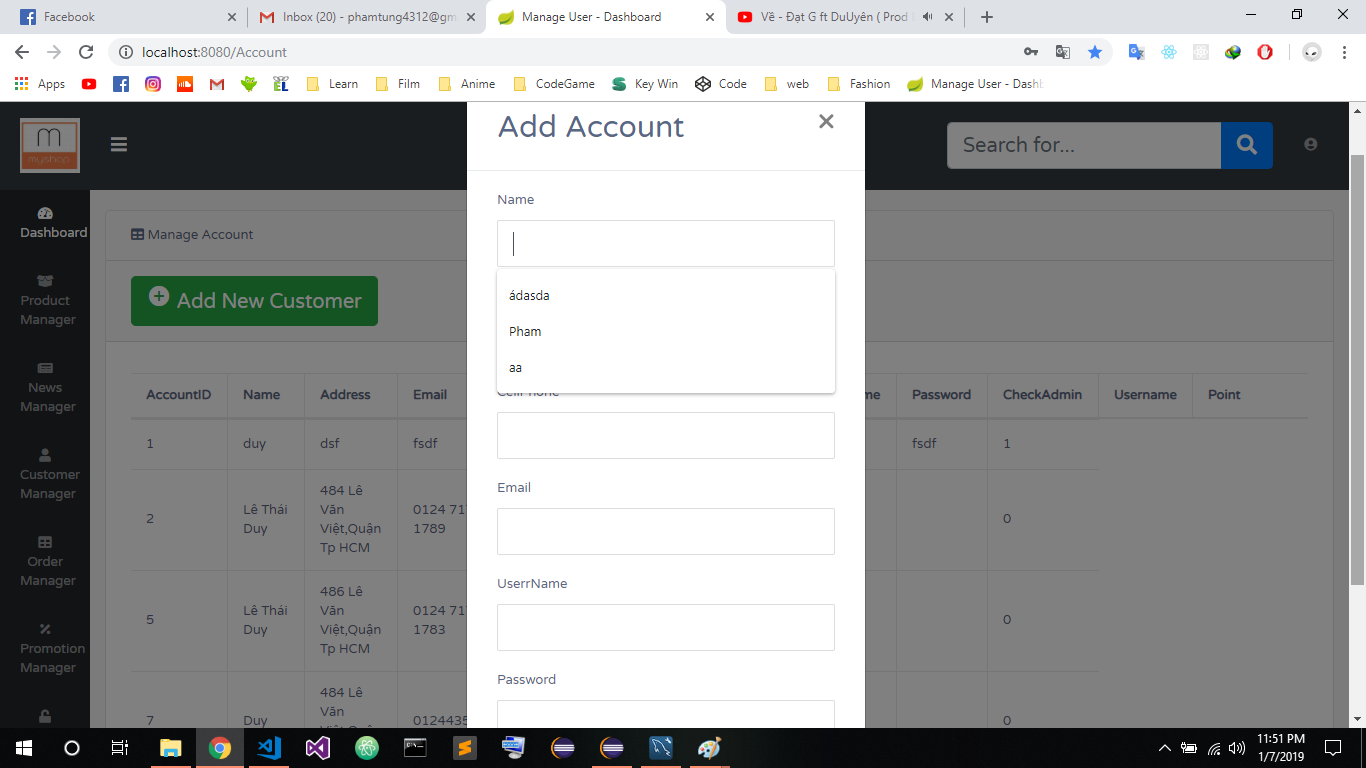 Facebook
Inbox (20) - phamtung4312@gm
Manage User - Dashboard
Về - Đạt G ft DuUyên ( Prod
localhost:8080/Account
Apps
Learn
Film
Anime
CodeGame
Key Win
Code
web
Fashion
Manage User - Dashb
m
myshop
Search for...
Add Account
Dashboard
Product
Manager
News
Manager
Customer
Manager
Order
Manager
Promotion
Manager
Manage Account
Add New Customer
Name
ádasda
Pham
aa
CellPhone
Email
UserrName
Password
AccountID Name Address Email me Password CheckAdmin Username Point
1 duy dsf fsdf fsdf 1
2 Lê Thái Duy 484 Lê Văn Việt,Quận Tp HCM 0124 71 1789 0
5 Lê Thái Duy 486 Lê Văn Việt,Quận Tp HCM 0124 71 1783 0
7 Duy 484 Lê Văn 0124435 0
11:51 PM
1/7/2019